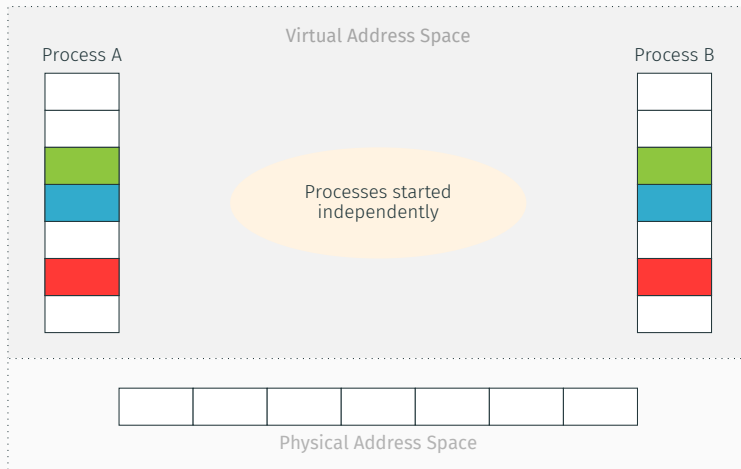 Virtual Address Space
Process A
Process B
Processes started
independently
Physical Address Space